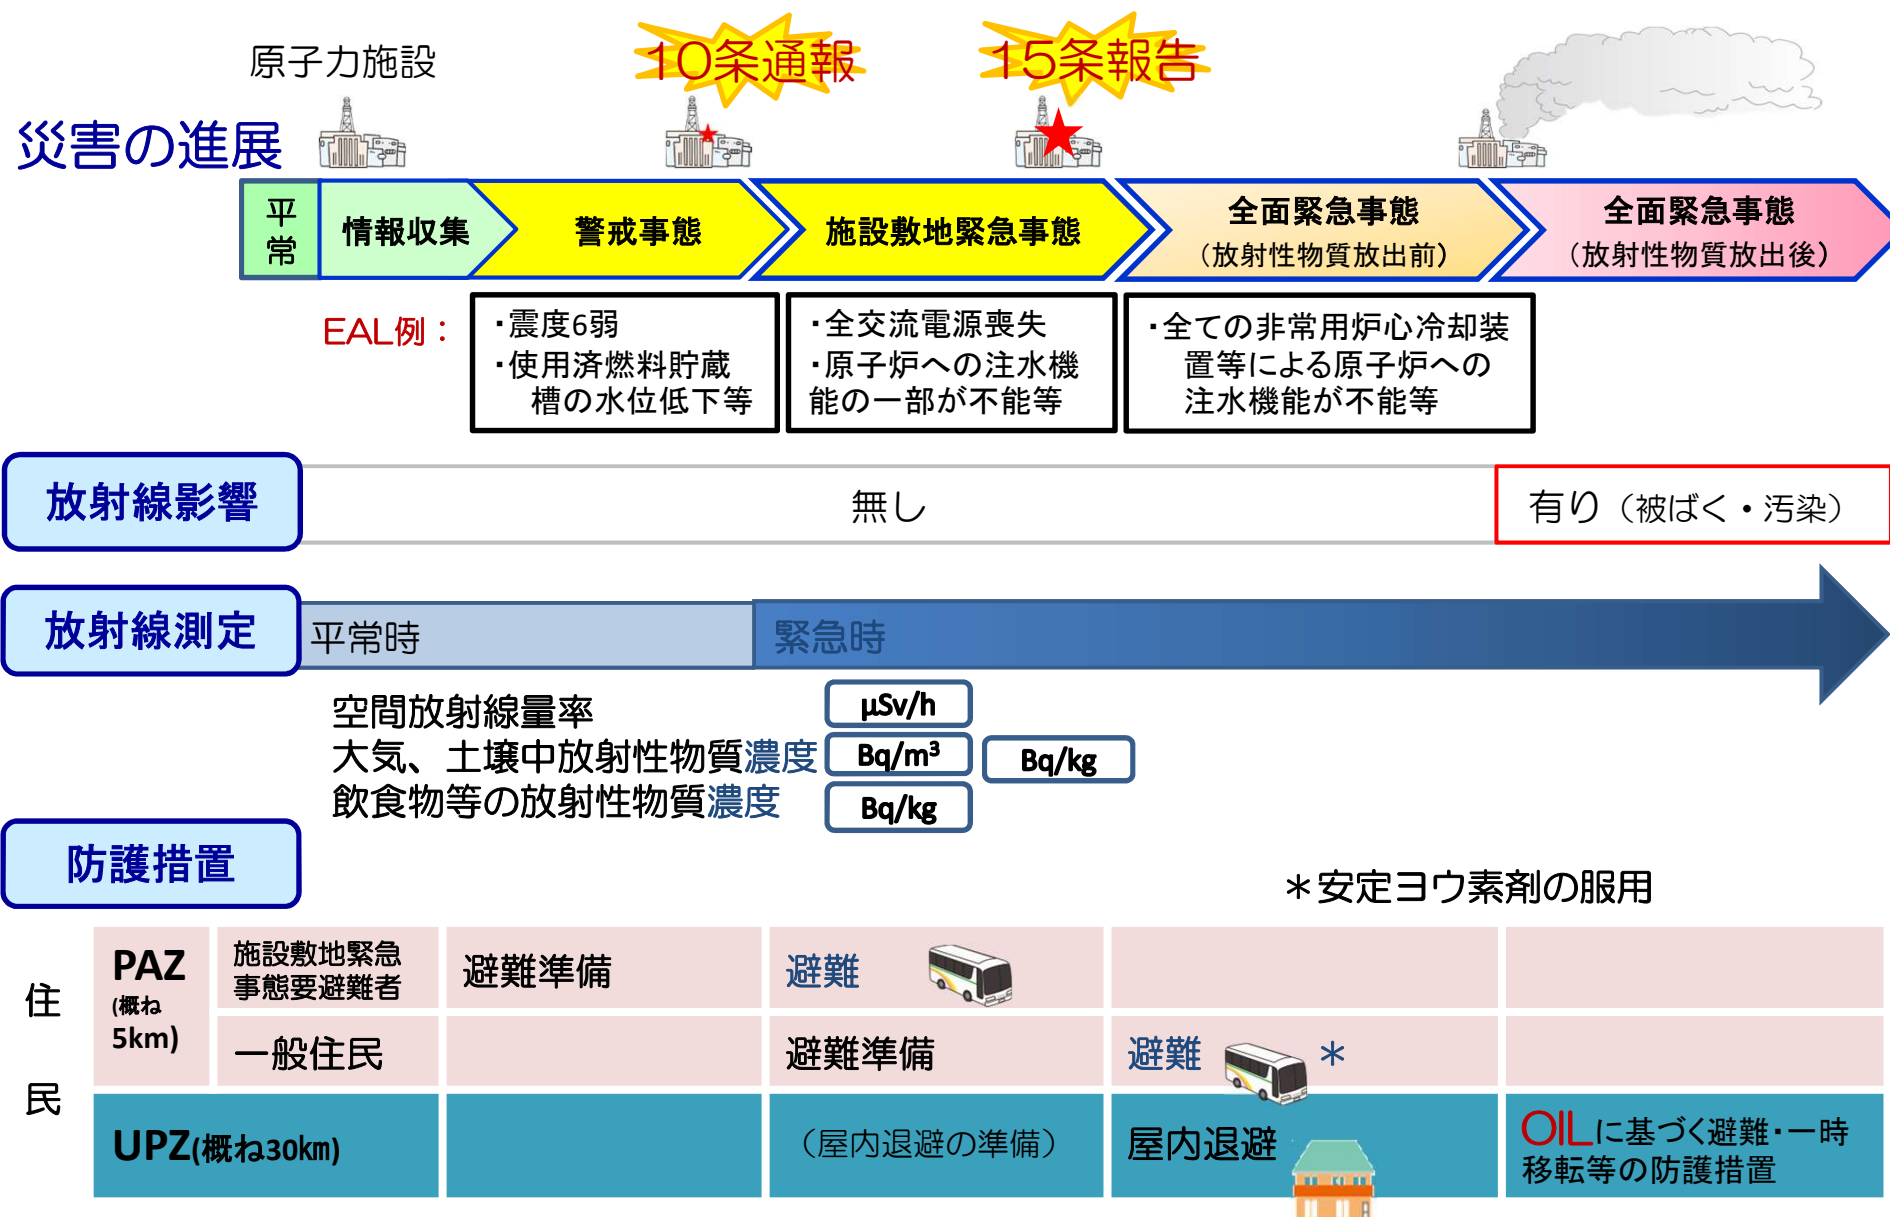 原子力施設
10条通報
15条報告
災害の進展
平常
情報収集
警戒事態
施設敷地緊急事態
全面緊急事態
（放射性物質放出前）
全面緊急事態
（放射性物質放出後）
EAL例：
・震度6弱
・使用済燃料貯蔵
槽の水位低下等
・全交流電源喪失
・原子炉への注水機
能の一部が不能等
・全ての非常用炉心冷却装
置等による原子炉への
注水機能が不能等
放射線影響
無し
有り（被ばく・汚染）
放射線測定
平常時
緊急時
空間放射線量率
μSv/h
大気、土壌中放射性物質濃度
Bq/m³
Bq/kg
飲食物等の放射性物質濃度
Bq/kg
防護措置
＊安定ヨウ素剤の服用
住民
PAZ
(概ね
5km)
施設敷地緊急
事態要避難者
避難準備
避難
一般住民
避難準備
避難 ＊
UPZ(概ね30㎞)
（屋内退避の準備）
屋内退避
OILに基づく避難・一時
移転等の防護措置